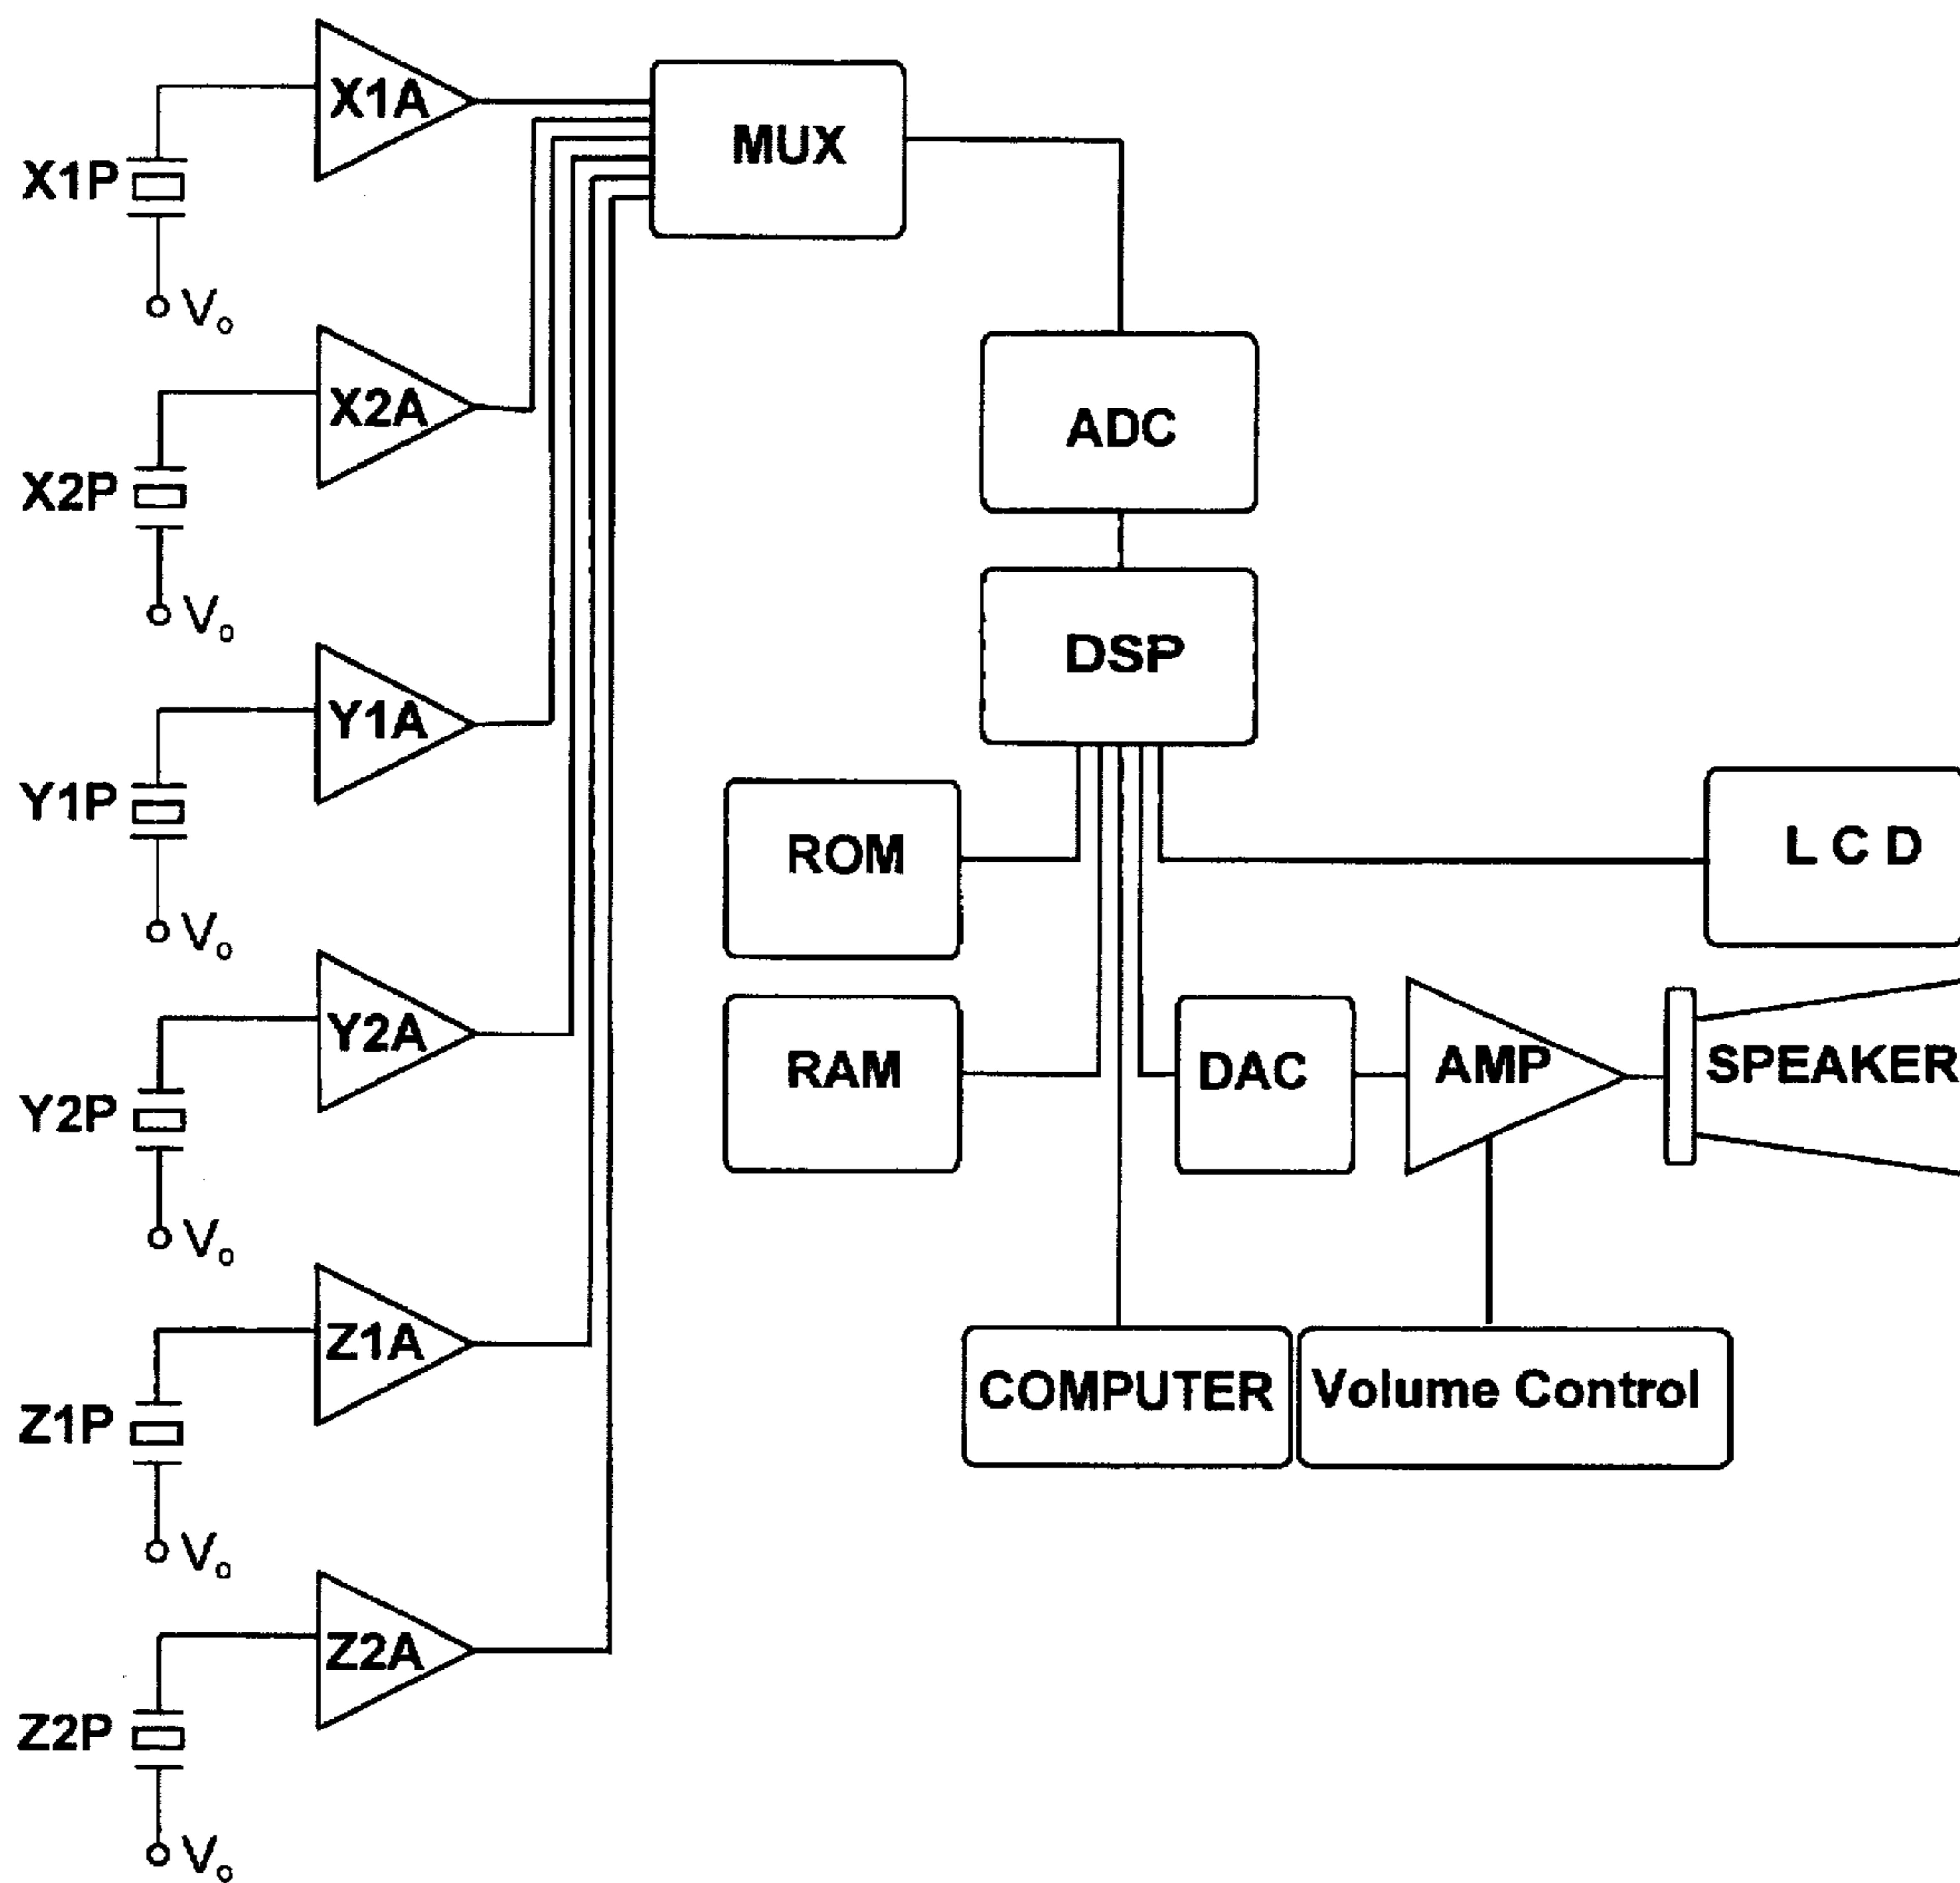 X1A
X1P
Vo
MUX
X2A
X2P
Vo
ADC
Y1A
Y1P
Vo
DSP
Y2A
Y2P
Vo
ROM
L C D
RAM
DAC
AMP
SPEAKER
Z1A
Z1P
Vo
COMPUTER
Volume Control
Z2A
Z2P
Vo